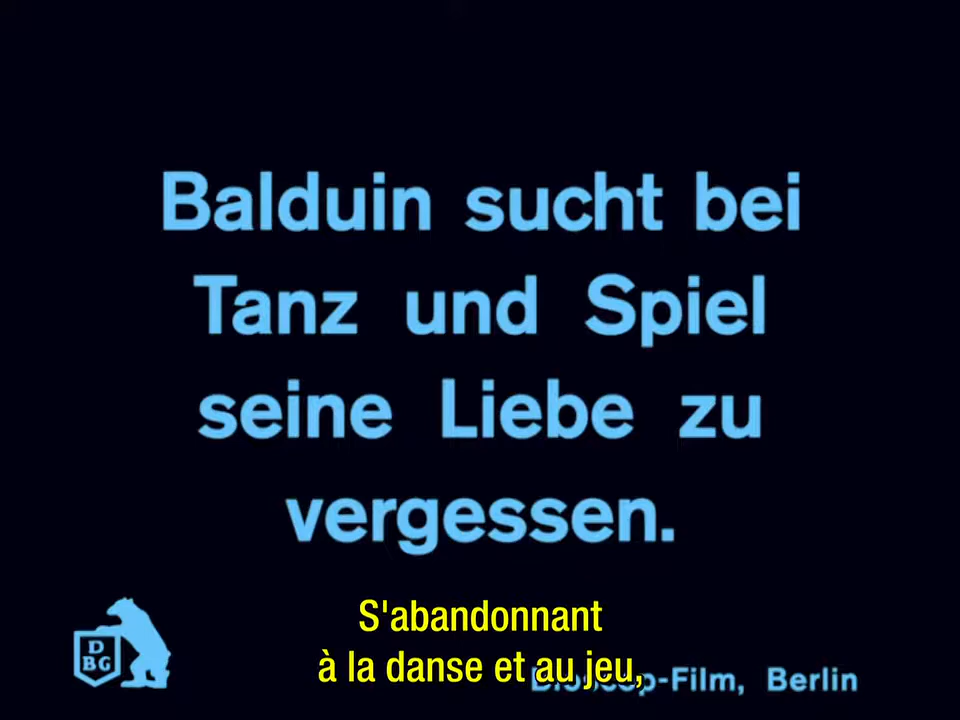 Balduin sucht bei
Tanz und Spiel
seine Liebe zu
vergessen.
S'abandonnant
à la danse et au jeu,
D
BG
Bioscop-Film, Berlin